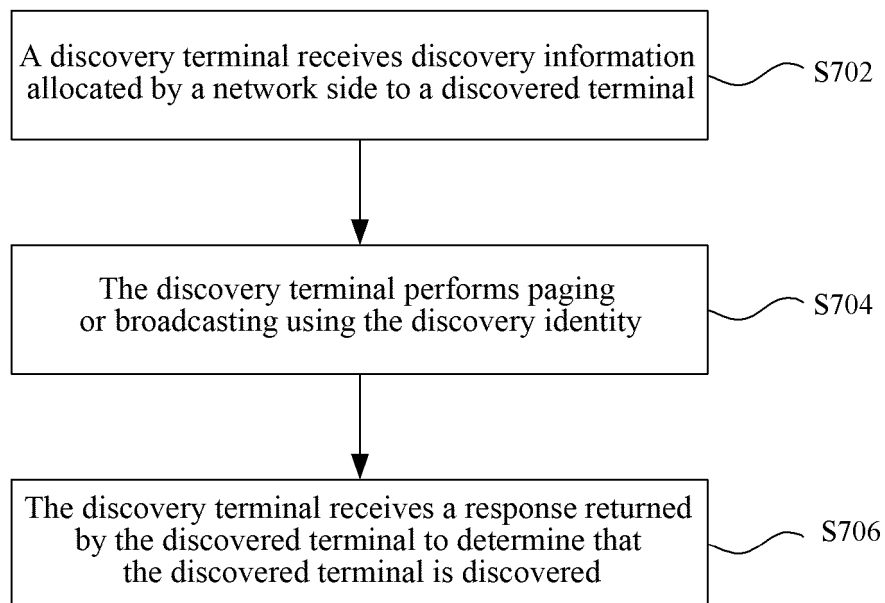 A discovery terminal receives discovery information
allocated by a network side to a discovered terminal
S702
The discovery terminal performs paging
or broadcasting using the discovery identity
S704
The discovery terminal receives a response returned
by the discovered terminal to determine that
the discovered terminal is discovered
S706